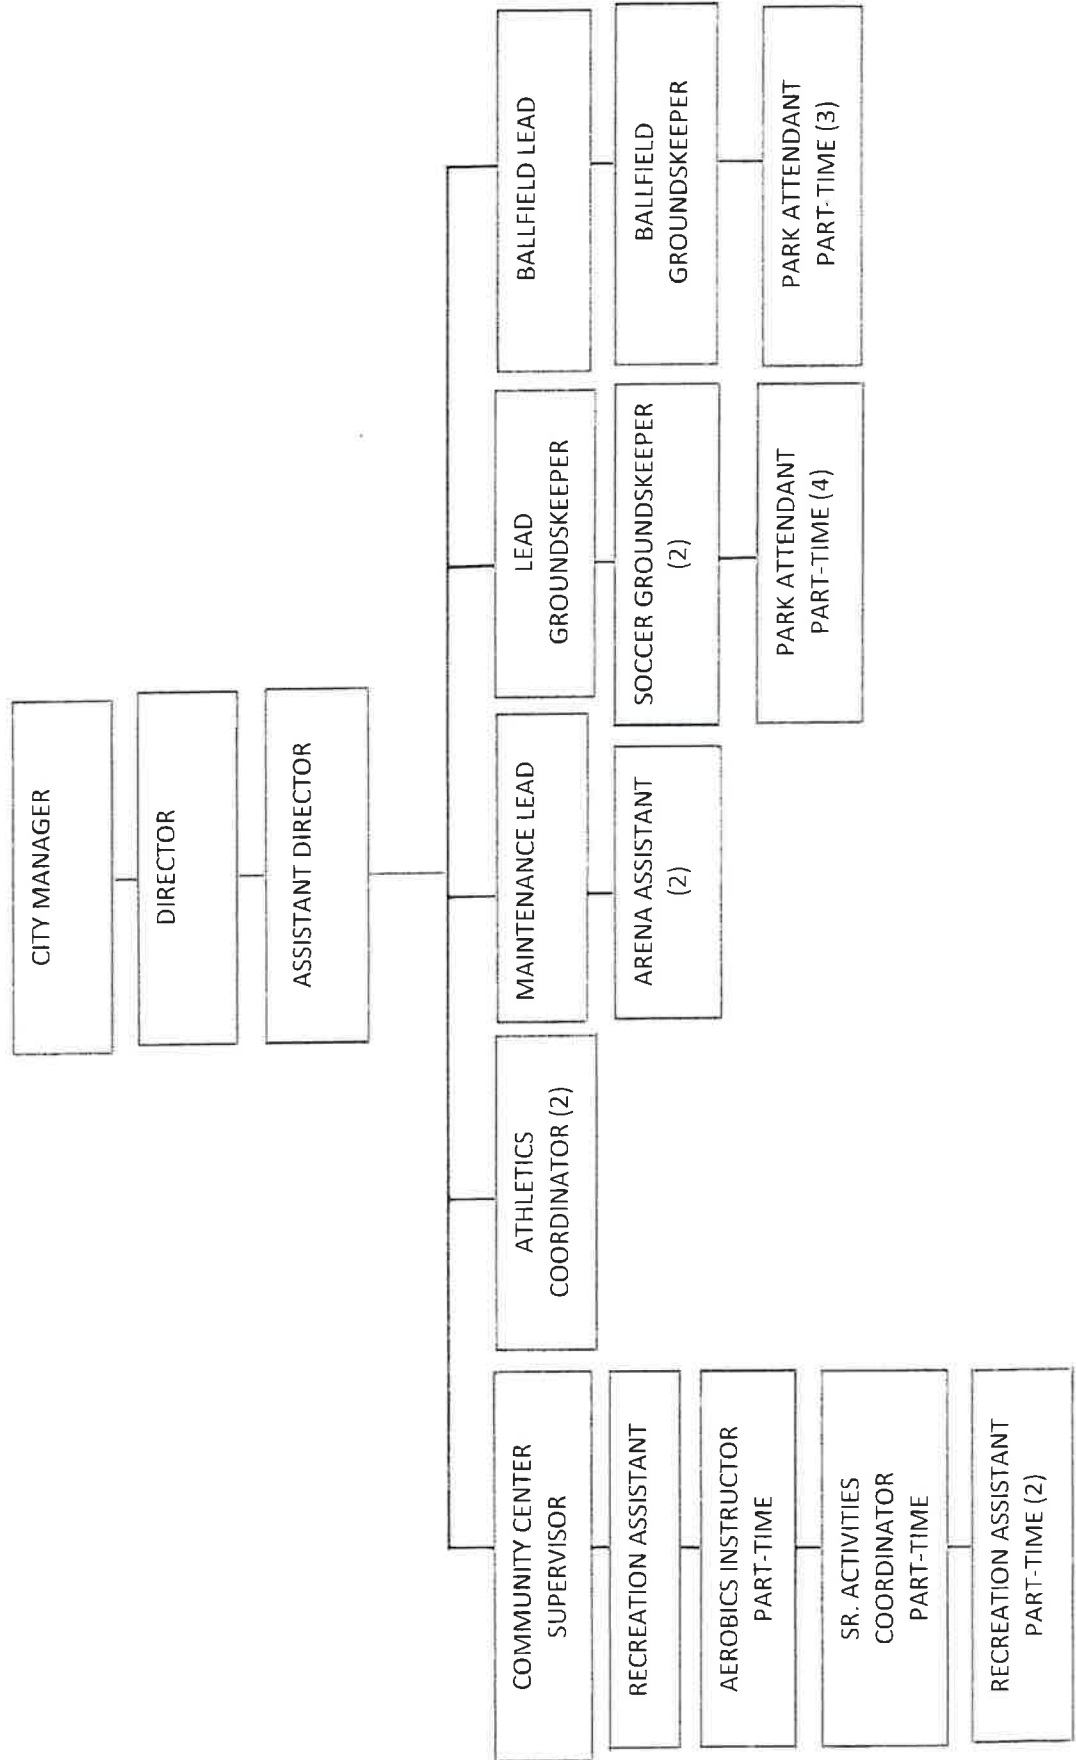 CITY MANAGER
DIRECTOR
ASSISTANT DIRECTOR
COMMUNITY CENTER
SUPERVISOR
RECREATION ASSISTANT
AEROBICS INSTRUCTOR
PART-TIME
SR. ACTIVITIES
COORDINATOR
PART-TIME
RECREATION ASSISTANT
PART-TIME (2)
ATHLETICS
COORDINATOR (2)
MAINTENANCE LEAD
ARENA ASSISTANT
(2)
LEAD
GROUNDSKEEPER
SOCCER GROUNDSKEEPER
(2)
PARK ATTENDANT
PART-TIME (4)
BALLFIELD LEAD
BALLFIELD
GROUNDSKEEPER
PARK ATTENDANT
PART-TIME (3)